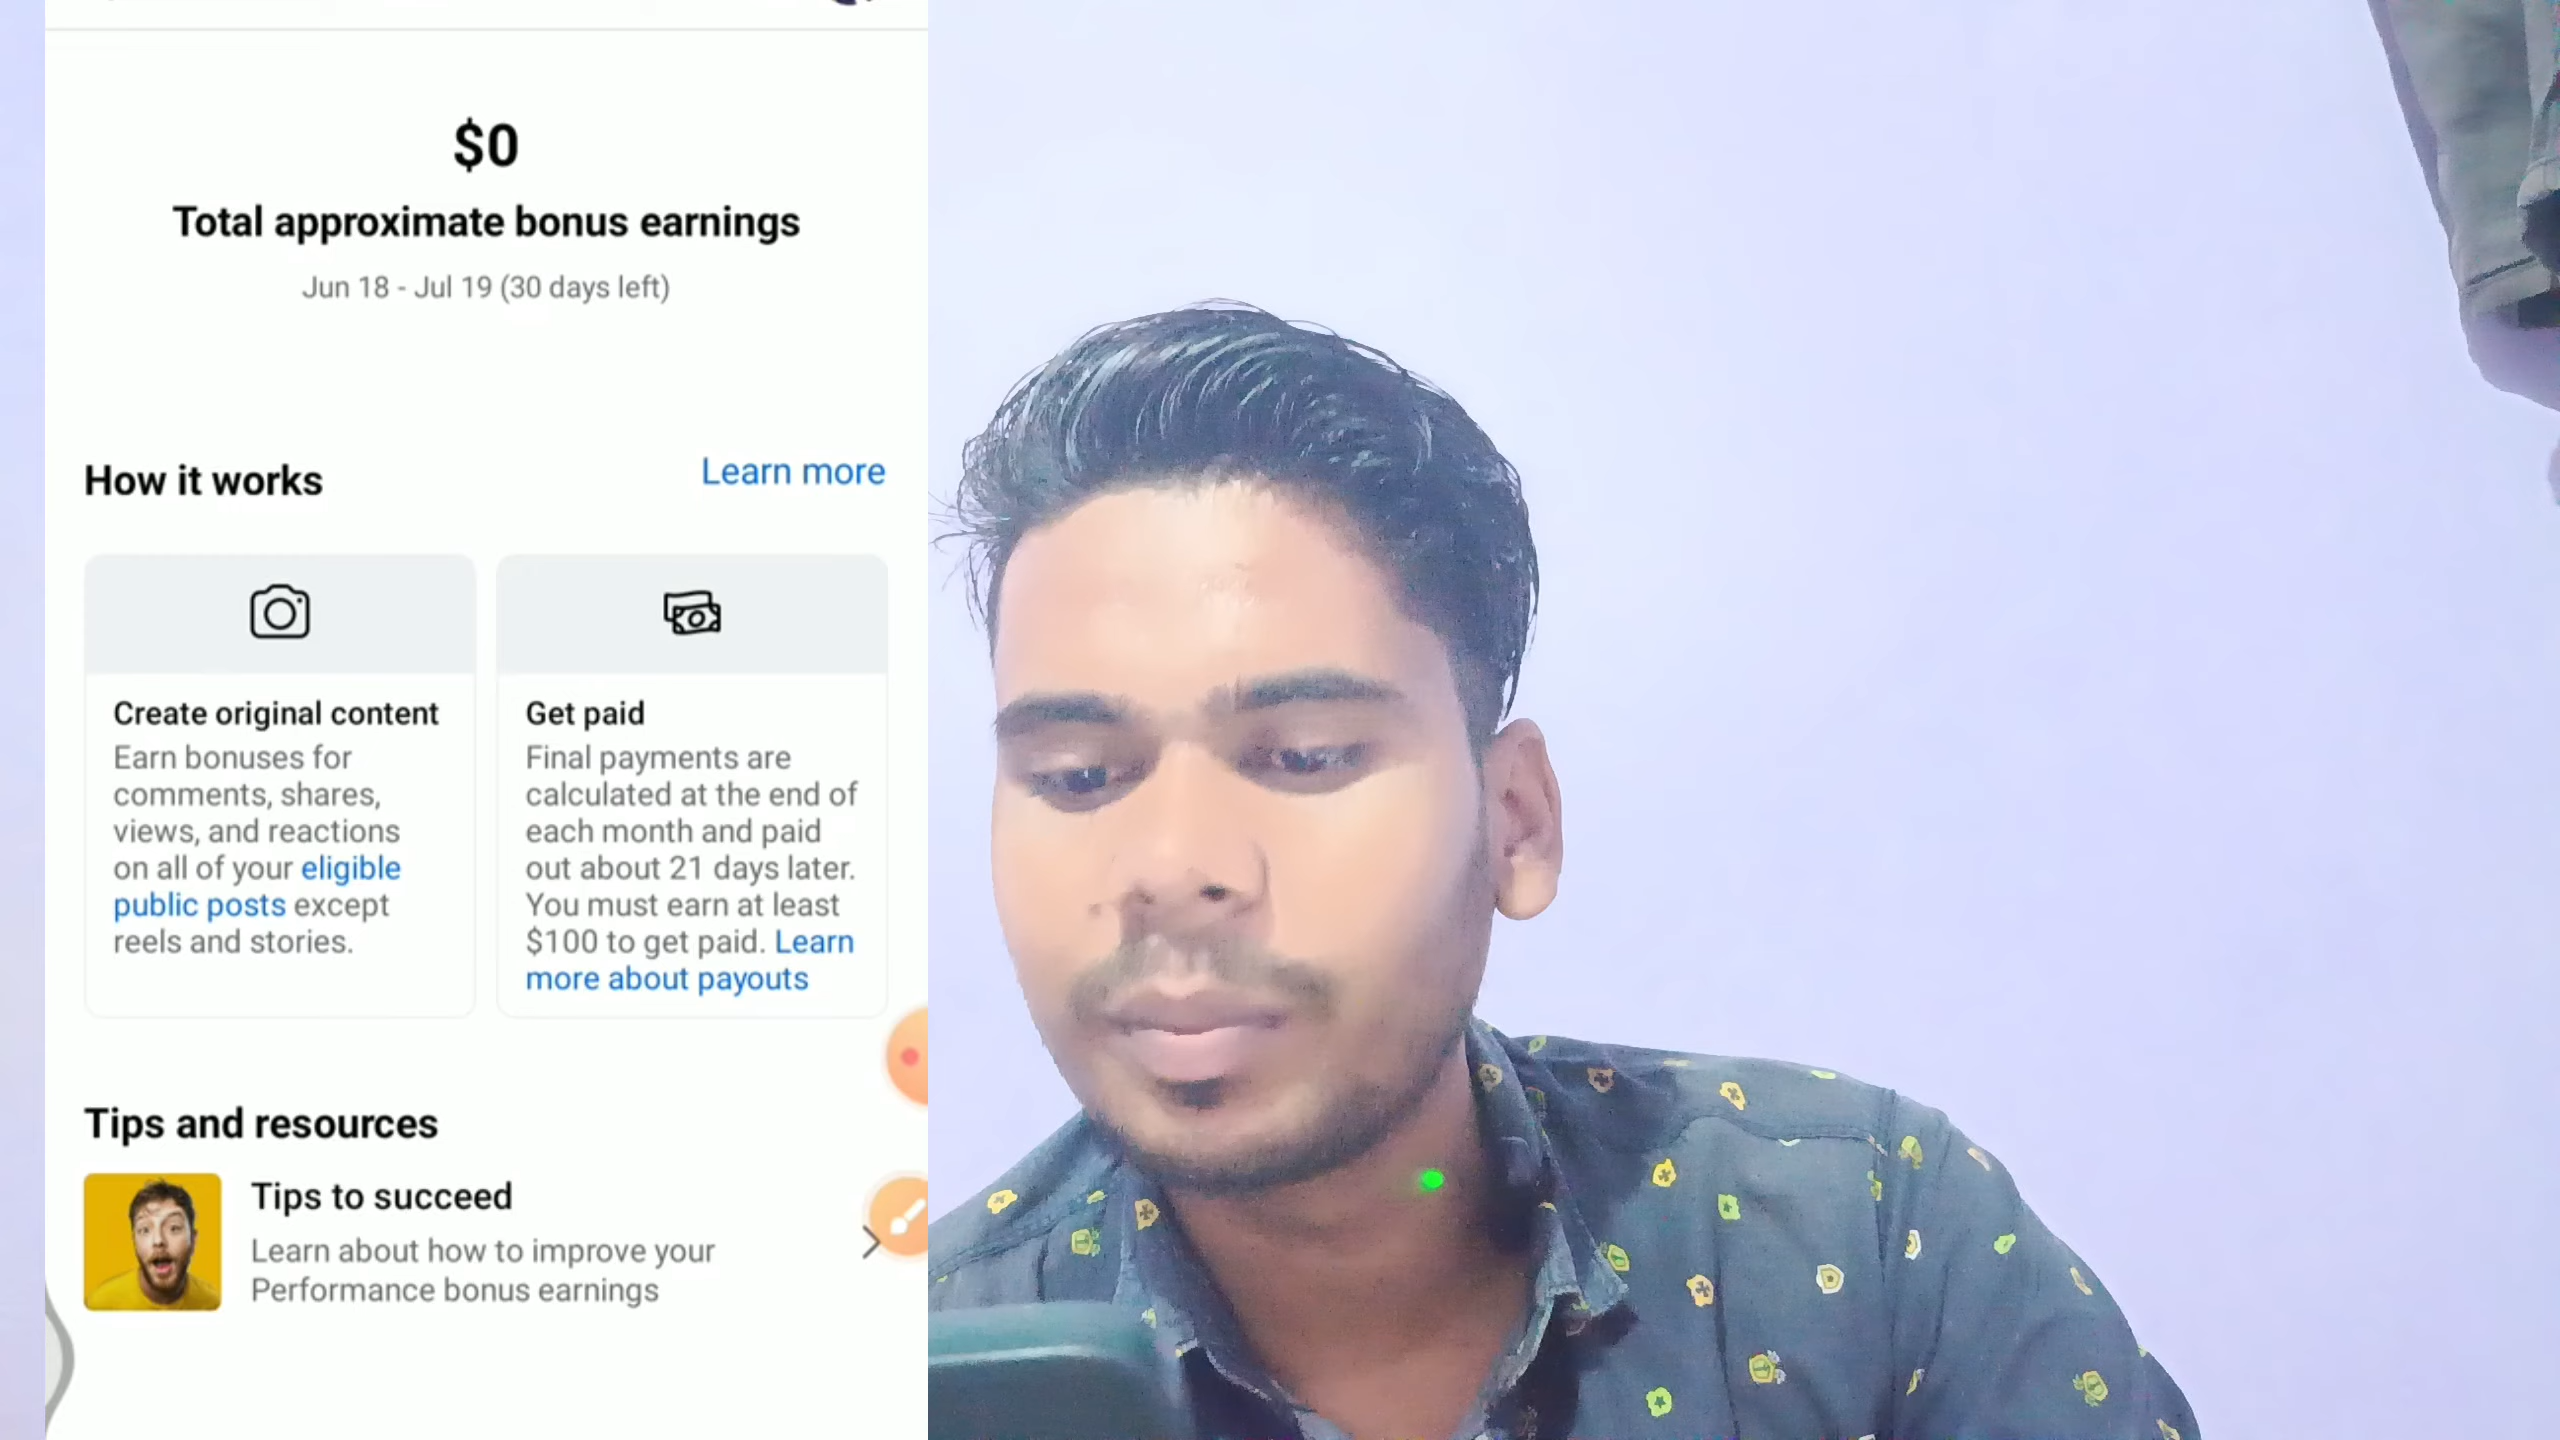 $0
Total approximate bonus earnings
Jun 18 - Jul 19 (30 days left)
How it works
Learn more
Create original content
Earn bonuses for
comments, shares,
views, and reactions
on all of your eligible
public posts except
reels and stories.
Get paid
Final payments are
calculated at the end of
each month and paid
out about 21 days later.
You must earn at least
$100 to get paid. Learn
more about payouts
Tips and resources
Tips to succeed
Learn about how to improve your
Performance bonus earnings